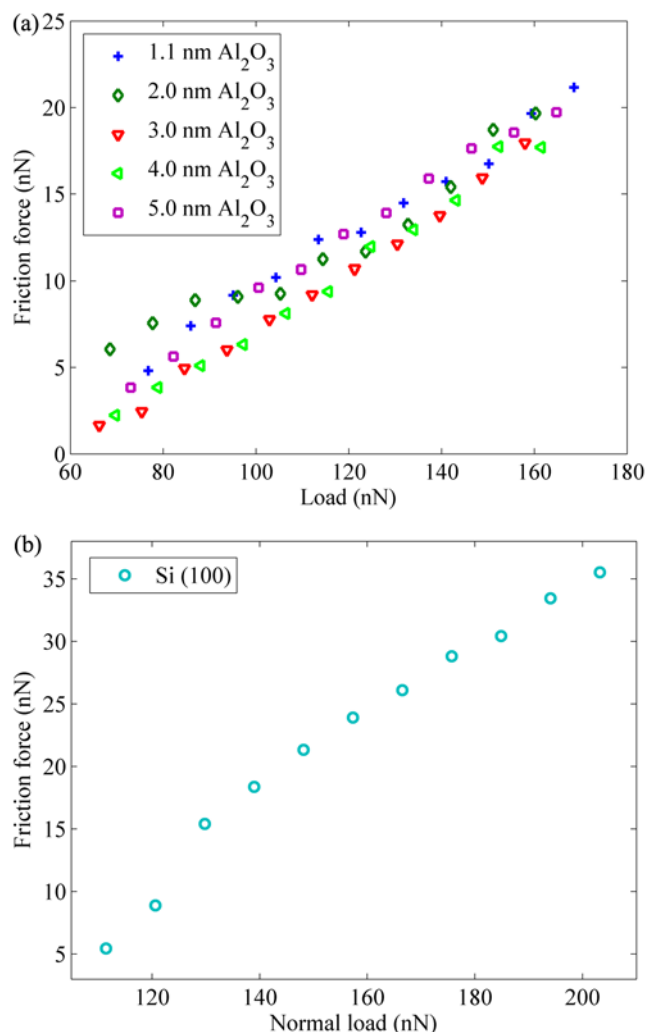 (a)
25
20
15
10
5
0
Friction force (nN)
1.1 nm Al₂O₃
2.0 nm Al₂O₃
3.0 nm Al₂O₃
4.0 nm Al₂O₃
5.0 nm Al₂O₃
60 80 100 120 140 160 180
Load (nN)
(b)
35
30
25
20
15
10
5
Friction force (nN)
Si (100)
120 140 160 180 200
Normal load (nN)